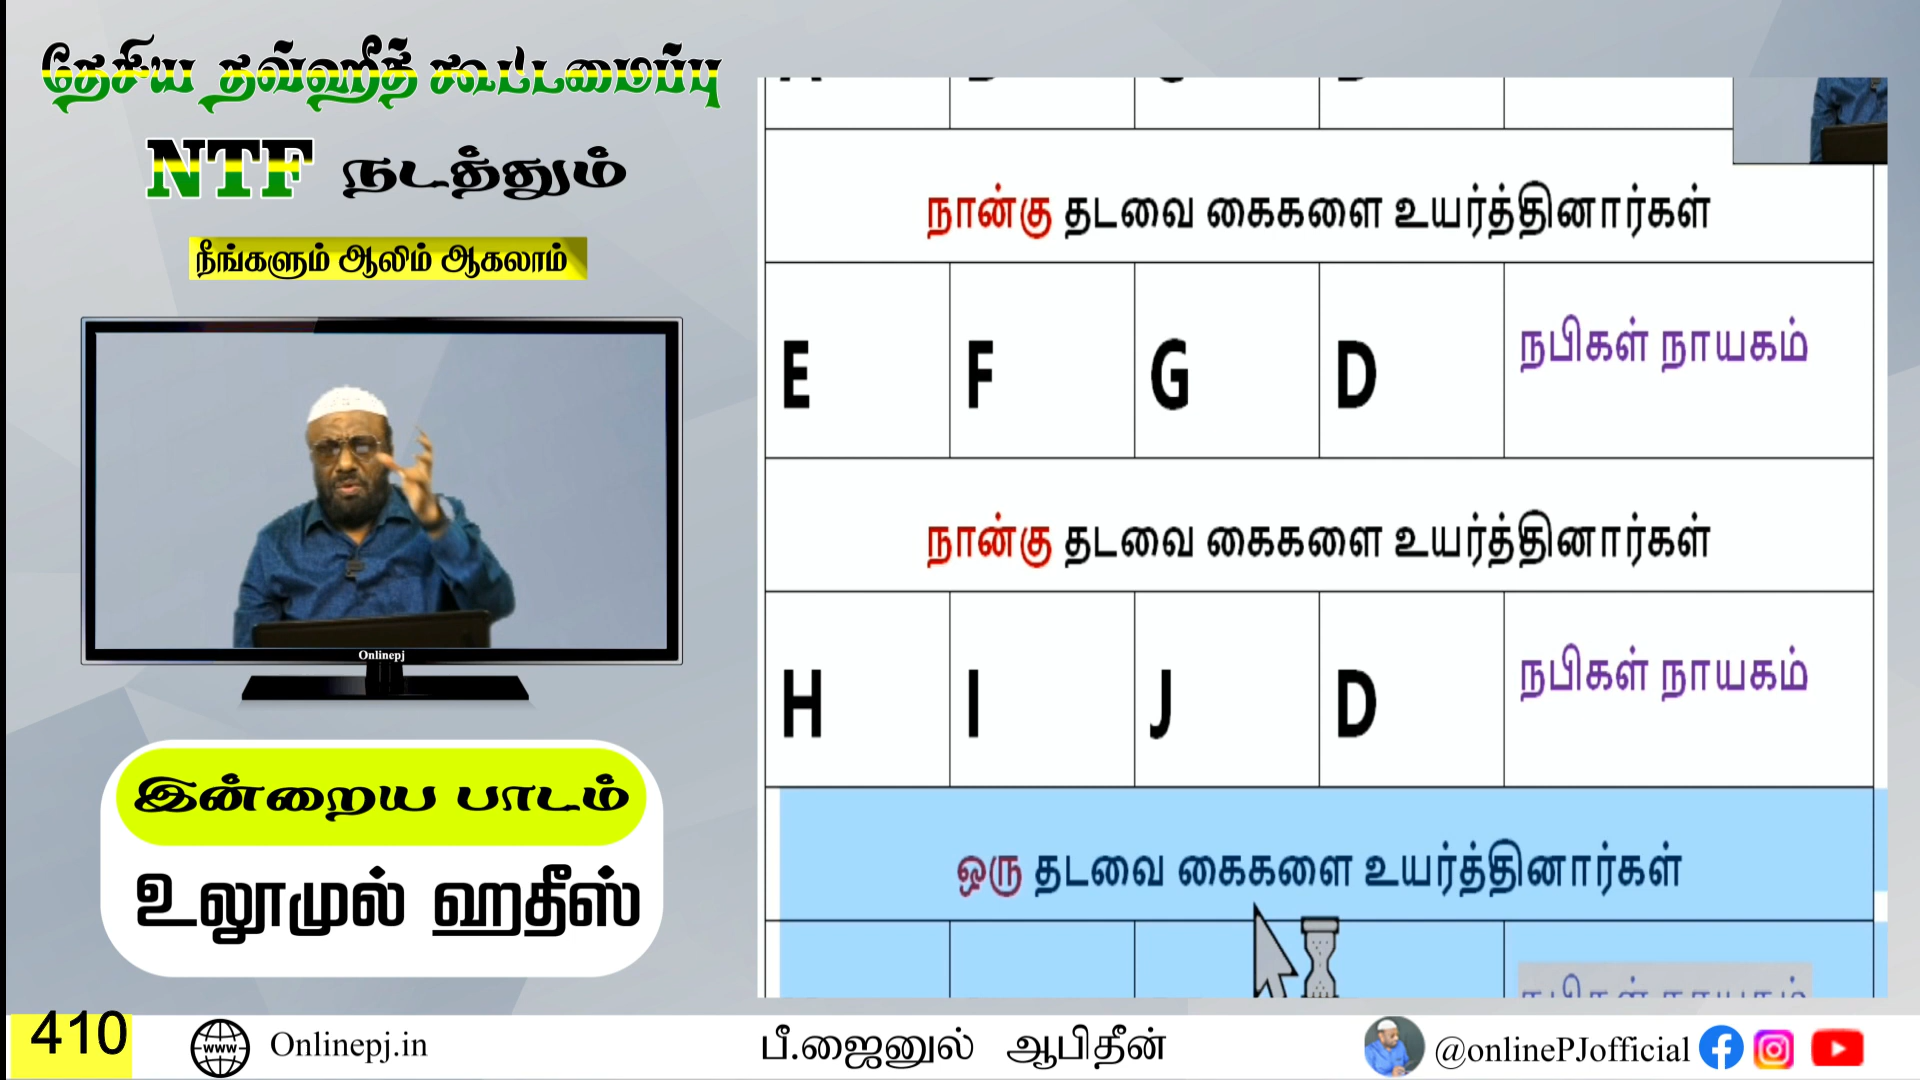 தேசிய தவ்ஹீத் கூட்டமைப்பு
NTF நடத்தும்
நீங்களும் ஆலிம் ஆகலாம்
Onlinepj
இன்றைய பாடம்
உலூமுல் ஹதீஸ்
நான்கு தடவை கைகளை உயர்த்தினார்கள்
E F G D நபிகள் நாயகம்
நான்கு தடவை கைகளை உயர்த்தினார்கள்
H I J D நபிகள் நாயகம்
ஒரு தடவை கைகளை உயர்த்தினார்கள்
410
www
Onlinepj.in
பீ.ஜைனுல் ஆபிதீன்
@onlinePJofficial